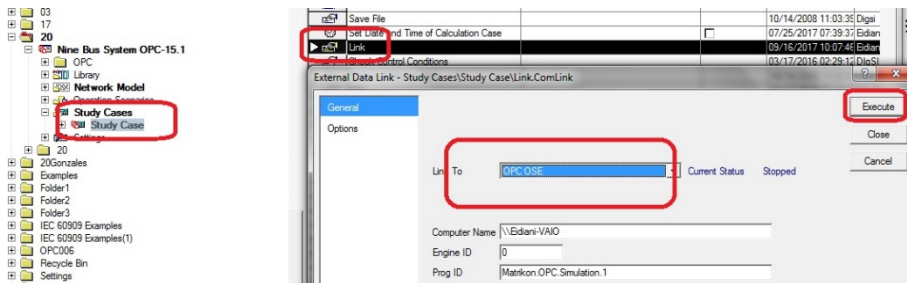 03
17
20
Nine Bus System OPC-15.1
OPC
Library
Network Model
Operation Scenarios
Study Cases
Study Case
Settings
20
20Gonzales
Examples
Folder1
Folder2
Folder3
IEC 60909 Examples
IEC 60909 Examples(1)
OPC006
Recycle Bin
Settings
Save File 10/14/2008 11:03:35 Digsi
Set Date and Time of Calculation Case 07/25/2017 07:39:37 Eidian
Link 09/16/2017 10:07:46 Eidian
Check Control Conditions 03/17/2016 02:29:12 DIgSI
External Data Link - Study Cases\Study Case\Link.ComLink ?
General
Execute
Options
Close
Cancel
Link To OPC OSE Current Status Stopped
Computer Name \\Eidiani-VAIO
Engine ID 0
Prog ID Matrikon.OPC.Simulation.1